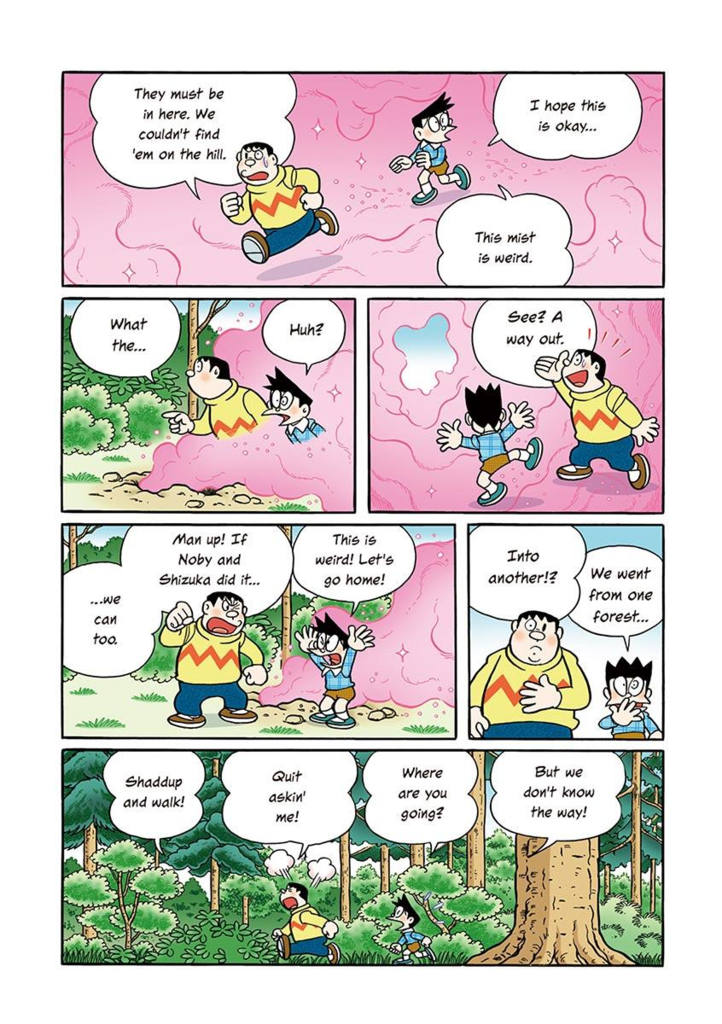 I hope this
is okay...
This mist
is weird.
They must be
in here. We
couldn't find
'em on the hill.
See? A
way out.
Huh?
What
the...
We went
from one
forest...
Into
another!?
This is
weird! Let's
go home!
Man up! If
Noby and
Shizuka did it...
...we
can
too.
But we
don't know
the way!
Where
are you
going?
Quit
askin'
me!
Shaddup
and walk!